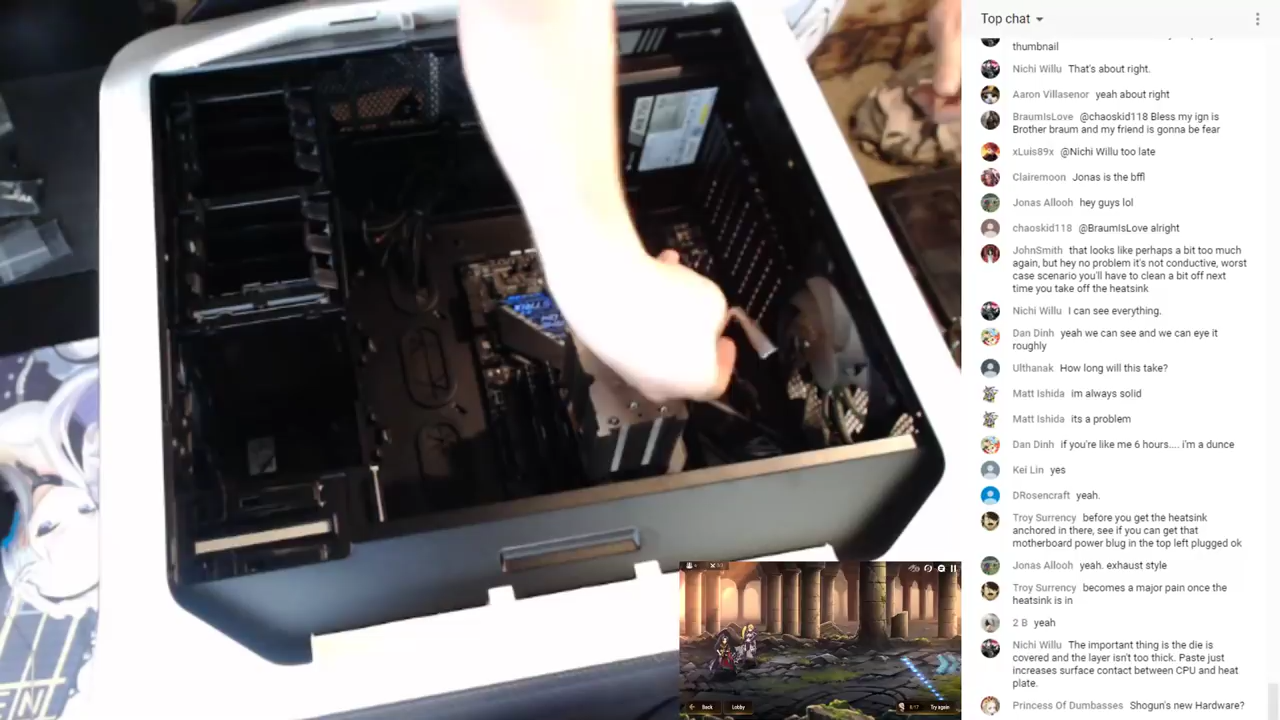 Top chat
thumbnail
Nichi Willu That's about right.
Aaron Villasenor yeah about right
BraumIsLove @chaoskid118 Bless my ign is
Brother braum and my friend is gonna be fear
xLuis89x @Nichi Willu too late
Clairemoon Jonas is the bffl
Jonas Allooh hey guys lol
chaoskid118 @BraumIsLove alright
JohnSmith that looks like perhaps a bit too much
again, but hey no problem it's not conductive, worst
case scenario you'll have to clean a bit off next
time you take off the heatsink
Nichi Willu I can see everything.
Dan Dinh yeah we can see and we can eye it
roughly
Ulthanak How long will this take?
Matt Ishida im always solid
Matt Ishida its a problem
Dan Dinh if you're like me 6 hours.... i'm a dunce
Kei Lin yes
DRosencraft yeah.
Troy Surrency before you get the heatsink
anchored in there, see if you can get that
motherboard power blug in the top left plugged ok
Jonas Allooh yeah. exhaust style
Troy Surrency becomes a major pain once the
heatsink is in
2 B yeah
Nichi Willu The important thing is the die is
covered and the layer isn't too thick. Paste just
increases surface contact between CPU and heat
plate.
Princess Of Dumbasses Shogun's new Hardware?
Back Lobby Try again